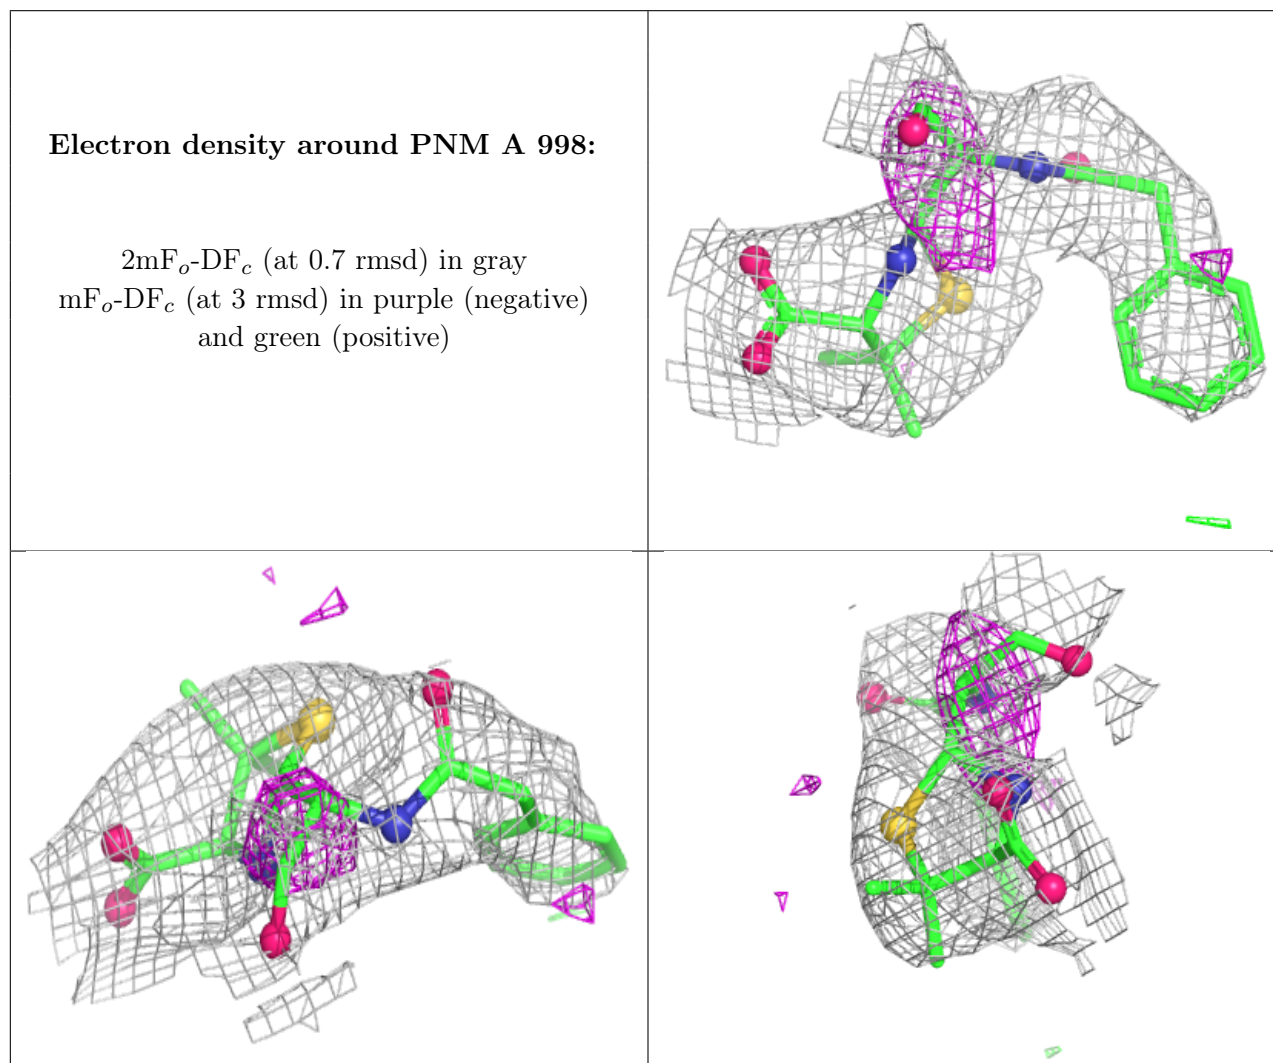 Electron density around PNM A 998:
2mFo-DFc (at 0.7 rmsd) in gray
mFo-DFc (at 3 rmsd) in purple (negative)
and green (positive)